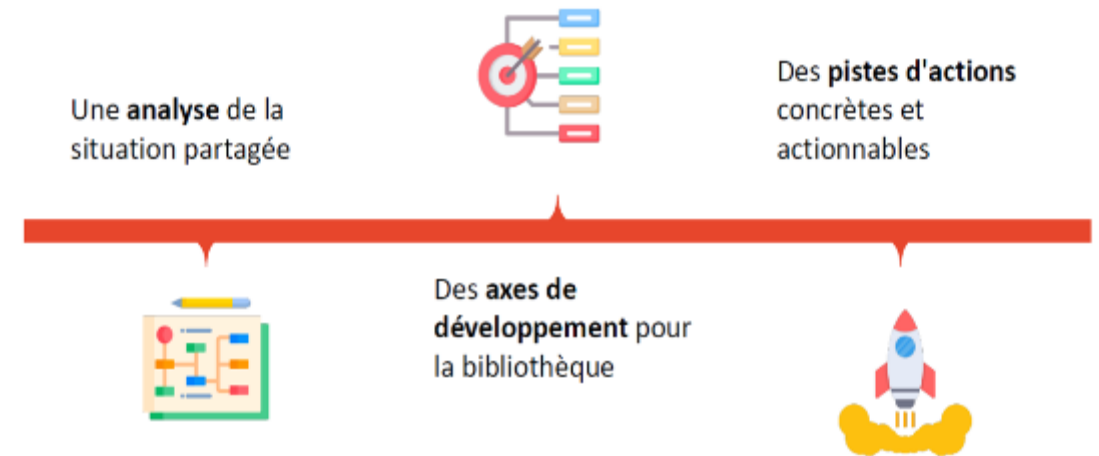 Une analyse de la
situation partagée
Des axes de
développement pour
la bibliothèque
Des pistes d'actions
concrètes et
actionnables